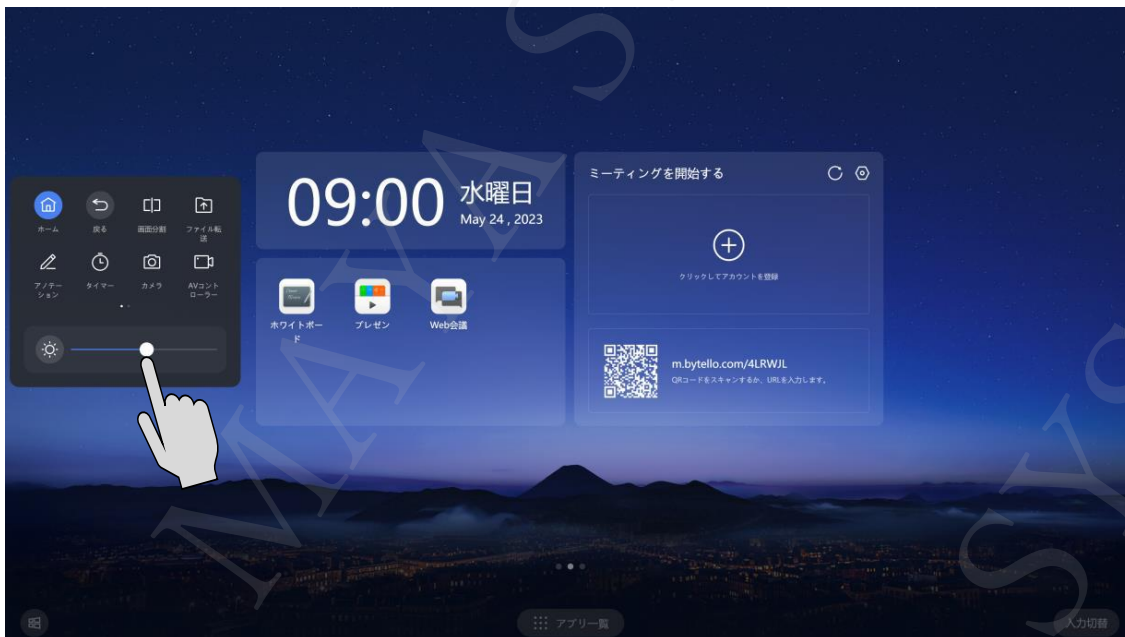 ホーム
戻る
画面分割
ファイル転
送
アノテー
ション
タイマー
カメラ
AVコント
ローラー
09:00
水曜日
May 24 , 2023
ホワイトボー
ド
プレゼン
Web会議
ミーティングを開始する
クリックしてアカウントを登録
m.bytello.com/4LRWJL
QRコードをスキャンするか、URLを入力します。
アプリ一覧
入力切替
MAYA SYS